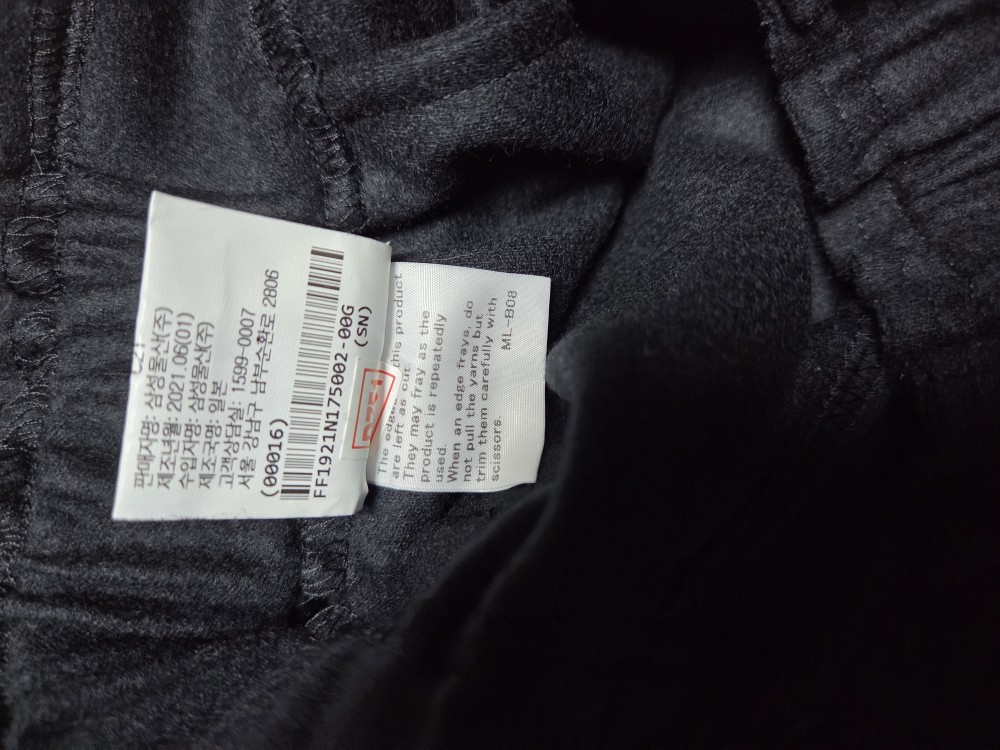 판매자명: 삼성물산(주)
제조년월: 2021.06(01)
수입자명: 삼성물산(주)
제조국명: 일본
고객상담실: 1599-0007
서울 강남구 남부순환로 2806
(00016)
FF1921N175002-00G
(SN)
The edges this product
are left as cut.
They may fray as the
product is repeatedly
used.
When an edge frays, do
not pull the yarns but
trim them carefully with
scissors.
ML-B08